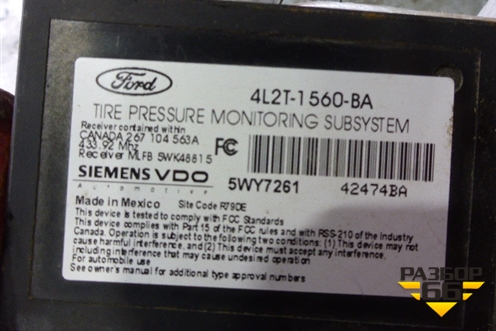 Ford
4L2T-1560-BA
TIRE PRESSURE MONITORING SUBSYSTEM
Receiver contained within
CANADA 267 104 563A
433.92 Mhz
Receiver MLFB 5WK48815
FC
SIEMENS VDO
Automotive
5WY7261
42474BA
Made in Mexico
Site Code R79DE
This device is tested to comply with FCC Standards
This device complies with Part 15 of the FCC rules and with RSS-210 of the Industry
Canada. Operation is subject to the following two conditions: (1) This device may not
cause harmful interference, and (2) This device must accept any interference.
including interference that may cause undesired operation
For automobile use
See owner's manual for additional type approval numbers
РАЗБОР
66